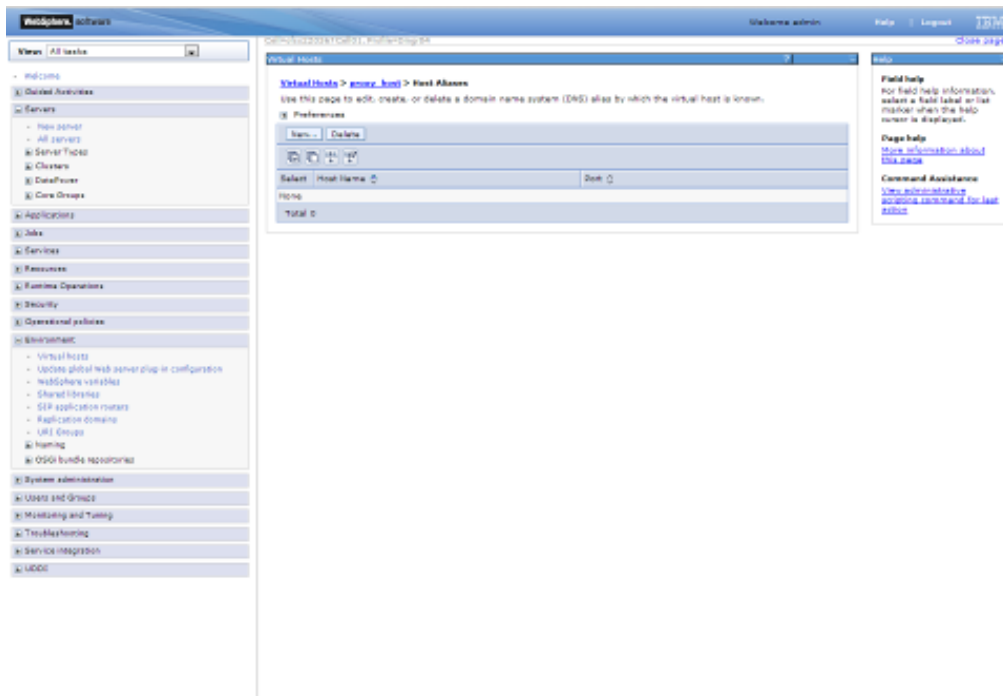 WebSphere. software
Welcome admin
Help | Logout
IBM
View: All tasks
Close page
Welcome
Guided Activities
Servers
New server
All servers
Server Types
Clusters
DataPower
Core Groups
Applications
Jobs
Services
Resources
Runtime Operations
Security
Operational policies
Environment
Virtual hosts
Update global Web server plug-in configuration
WebSphere variables
Shared libraries
SIP application routers
Replication domains
URI Groups
Naming
OSGi bundle repositories
System administration
Users and Groups
Monitoring and Tuning
Troubleshooting
Service integration
UDDI
Virtual Hosts
? –
Virtual Hosts > proxy_host > Host Aliases
Use this page to edit, create, or delete a domain name system (DNS) alias by which the virtual host is known.
Preferences
New... Delete
Select Host Name Port
None
Total 0
Help
Field help
For field help information,
select a field label or list
marker when the help
cursor is displayed.
Page help
More information about
this page
Command Assistance
View administrative
scripting command for last
action